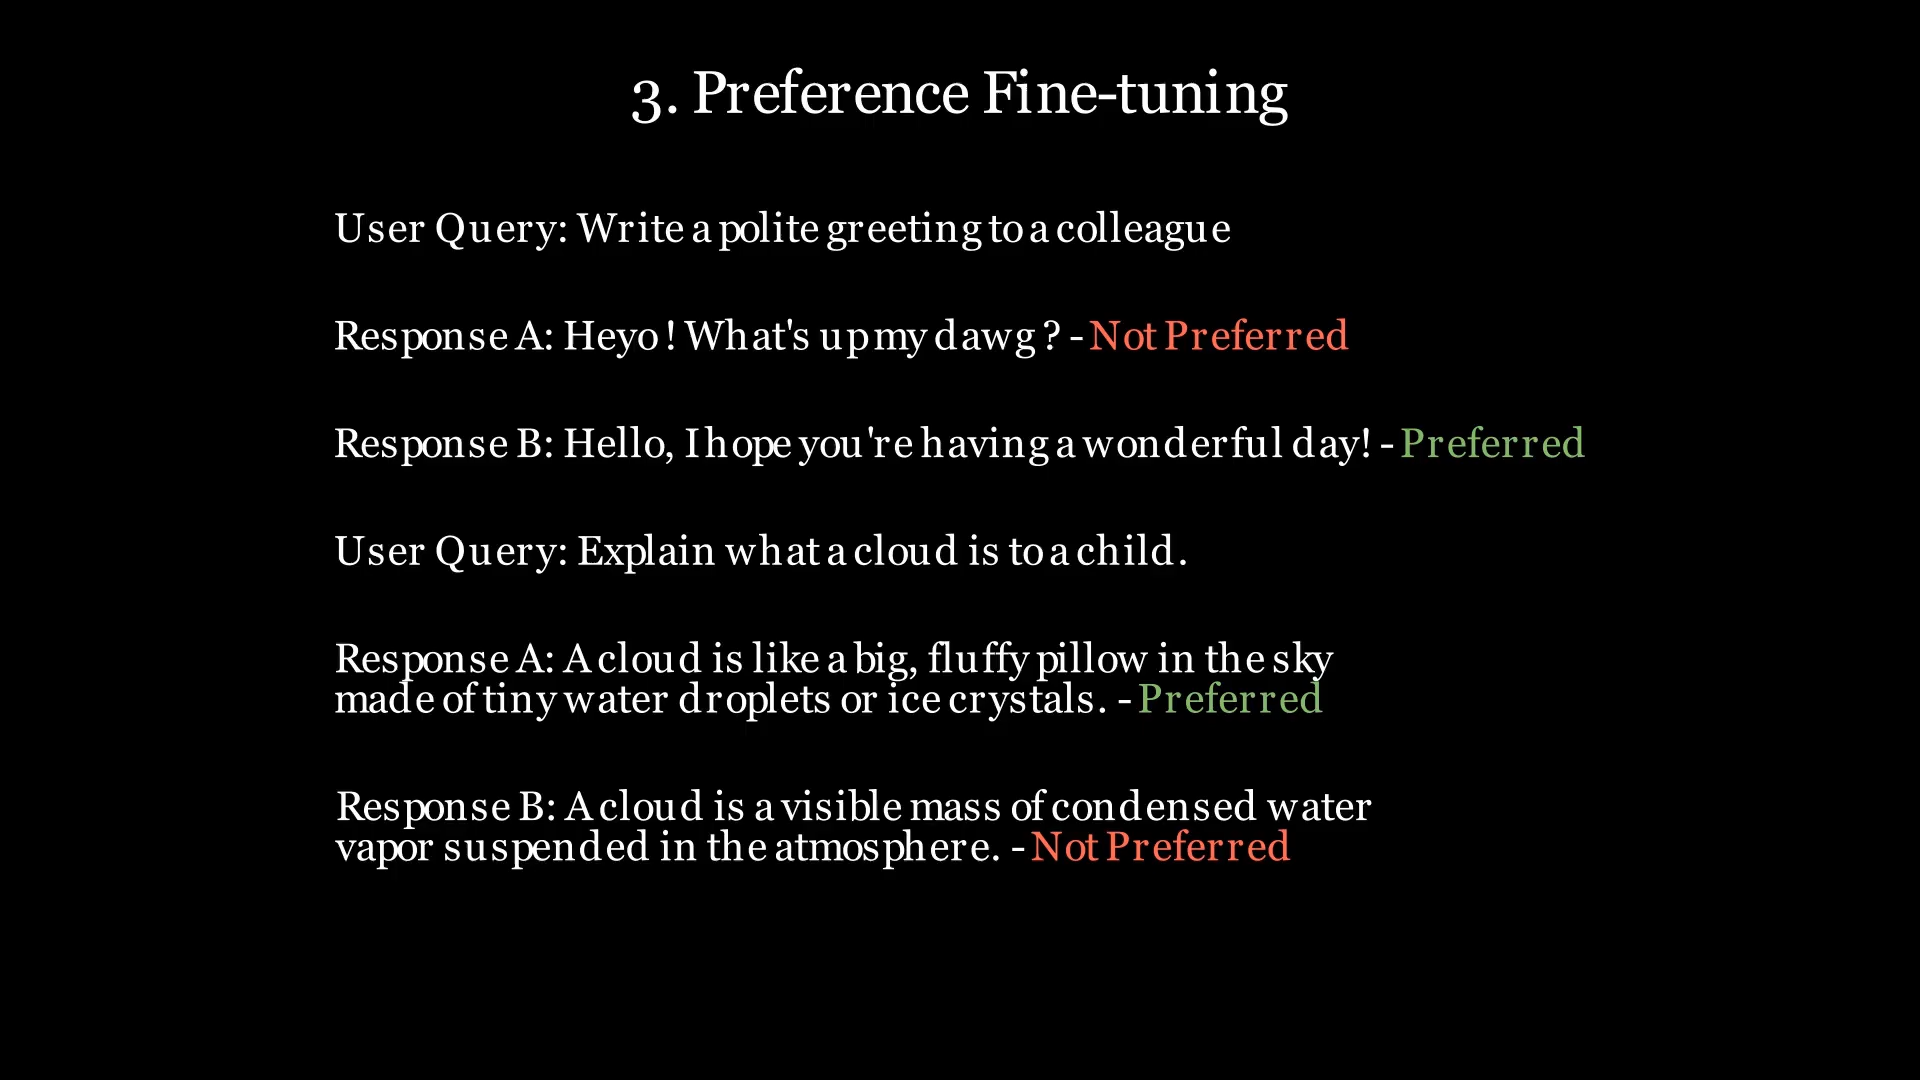 3. Preference Fine-tuning
User Query: Write a polite greeting to a colleague
Response A: Heyo! What's up my dawg? - Not Preferred
Response B: Hello, I hope you're having a wonderful day! - Preferred
User Query: Explain what a cloud is to a child.
Response A: A cloud is like a big, fluffy pillow in the sky
made of tiny water droplets or ice crystals. - Preferred
Response B: A cloud is a visible mass of condensed water
vapor suspended in the atmosphere. - Not Preferred